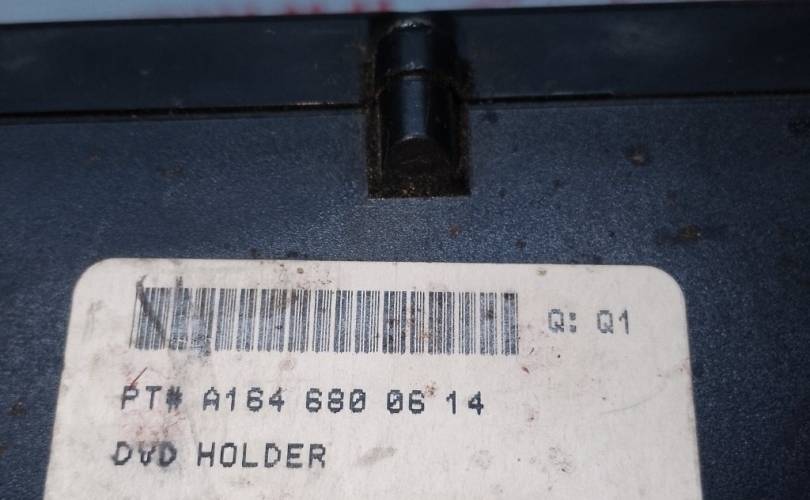 Q: Q1
PT# A164 680 06 14
DVD HOLDER